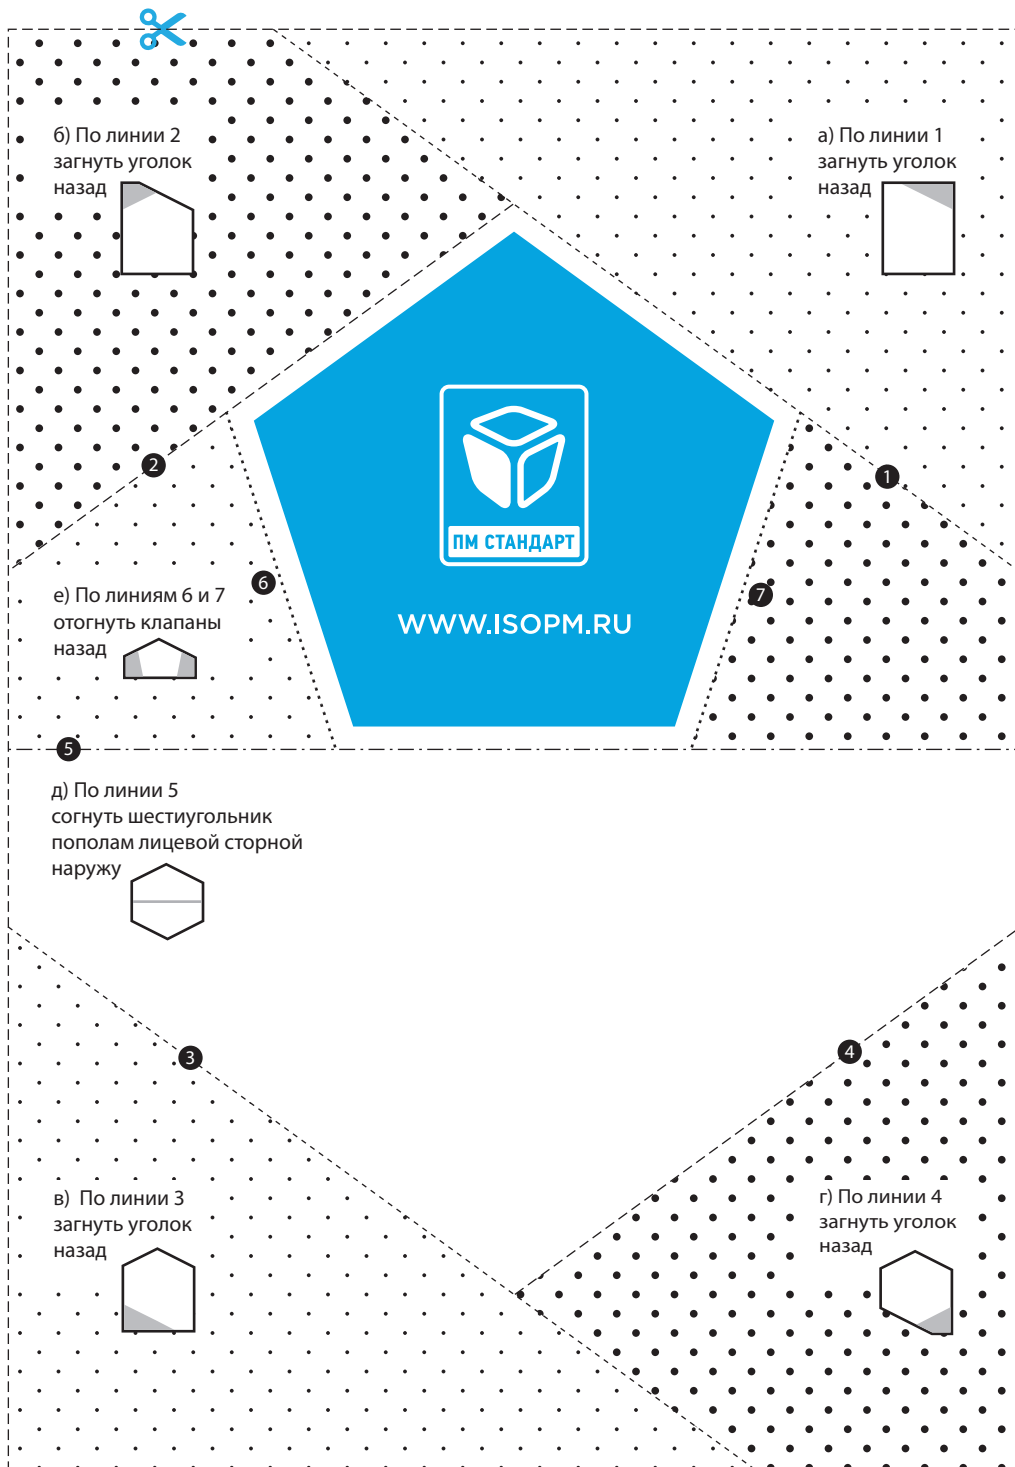 б) По линии 2
загнуть уголок
назад
а) По линии 1
загнуть уголок
назад
2
1
ПМ СТАНДАРТ
WWW.ISOPM.RU
6
7
е) По линиям 6 и 7
отогнуть клапаны
назад
5
д) По линии 5
согнуть шестиугольник
пополам лицевой сторной
наружу
3
4
в) По линии 3
загнуть уголок
назад
г) По линии 4
загнуть уголок
назад